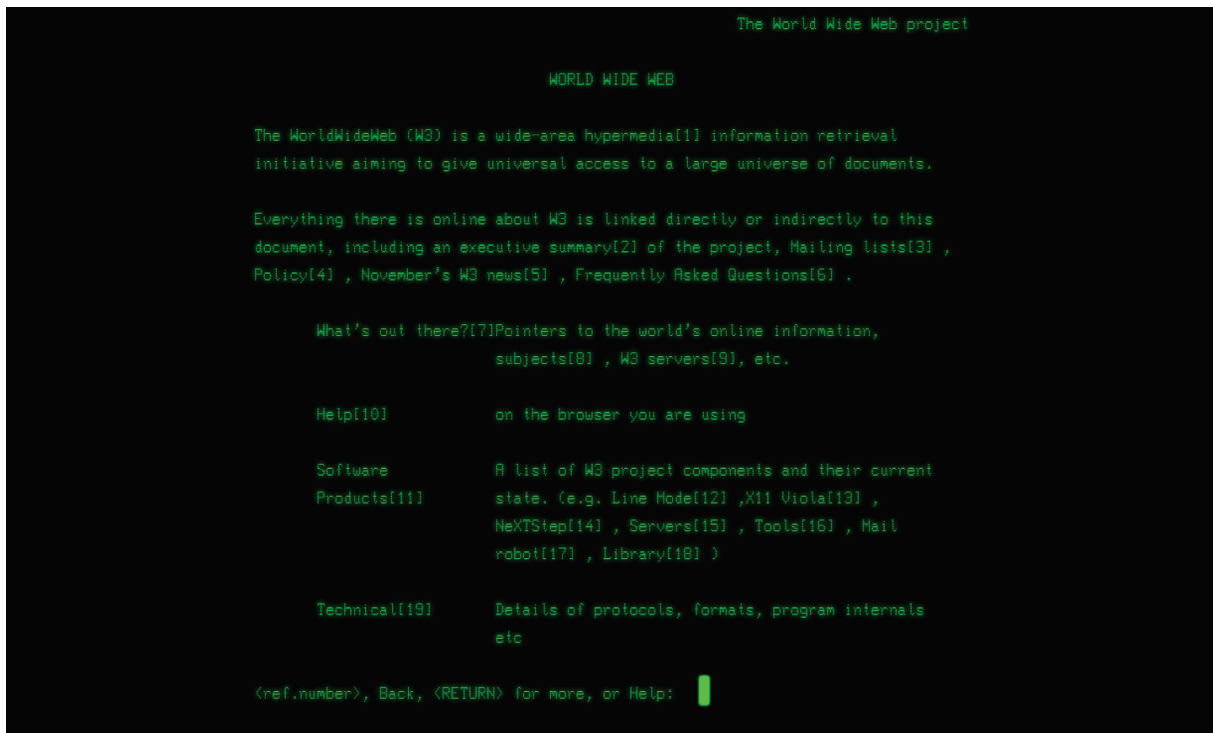 The World Wide Web project
WORLD WIDE WEB
The WorldWideWeb (W3) is a wide-area hypermedia[1] information retrieval
initiative aiming to give universal access to a large universe of documents.
Everything there is online about W3 is linked directly or indirectly to this
document, including an executive summary[2] of the project, Mailing lists[3] ,
Policy[4] , November's W3 news[5] , Frequently Asked Questions[6] .
What's out there?[7]Pointers to the world's online information,
subjects[8] , W3 servers[9], etc.
Help[10] on the browser you are using
Software A list of W3 project components and their current
Products[11] state. (e.g. Line Mode[12] ,X11 Viola[13] ,
NeXTStep[14] , Servers[15] , Tools[16] , Mail
robot[17] , Library[18] )
Technical[19] Details of protocols, formats, program internals
etc
<ref.number>, Back, <RETURN> for more, or Help: